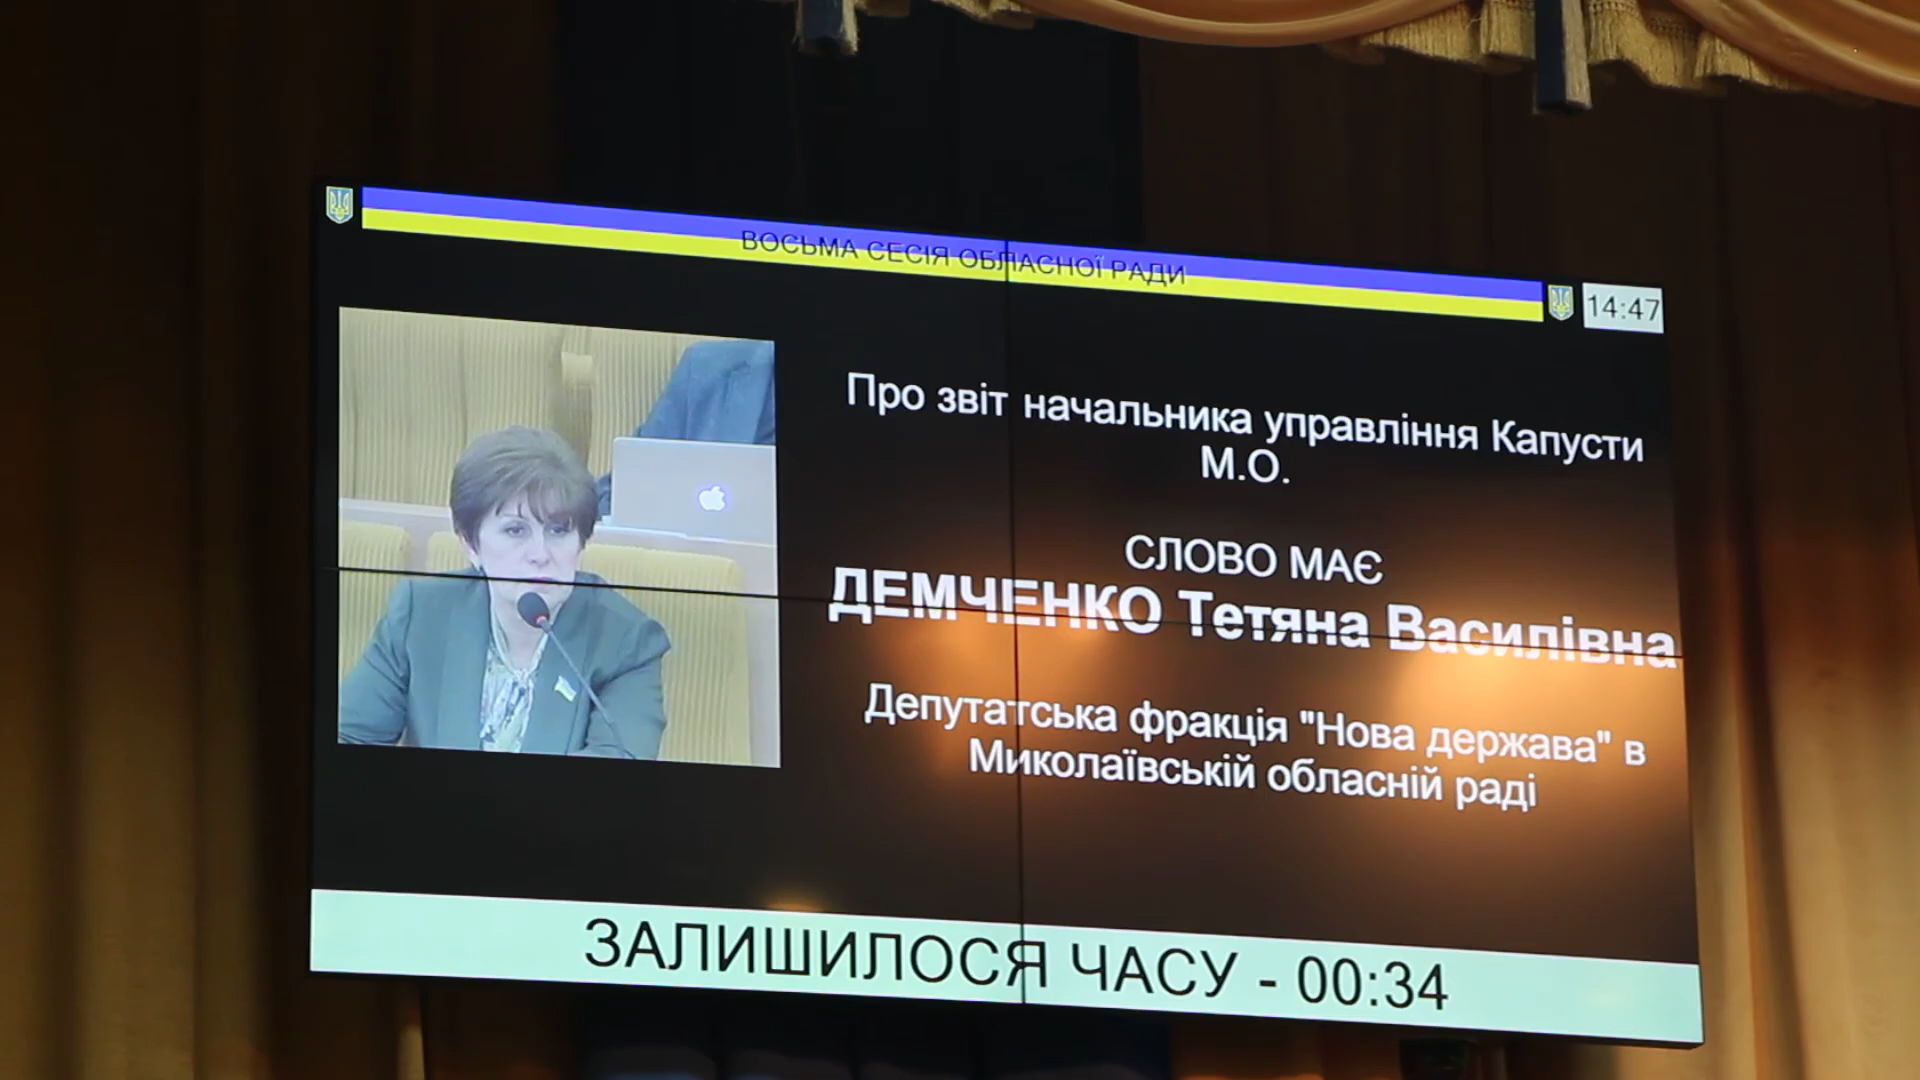 ВОСЬМА СЕСІЯ ОБЛАСНОЇ РАДИ
14:47
Про звіт начальника управління Капусти
М.О.
СЛОВО МАЄ
ДЕМЧЕНКО Тетяна Василівна
Депутатська фракція "Нова держава" в
Миколаївській обласній раді
ЗАЛИШИЛОСЯ ЧАСУ - 00:34